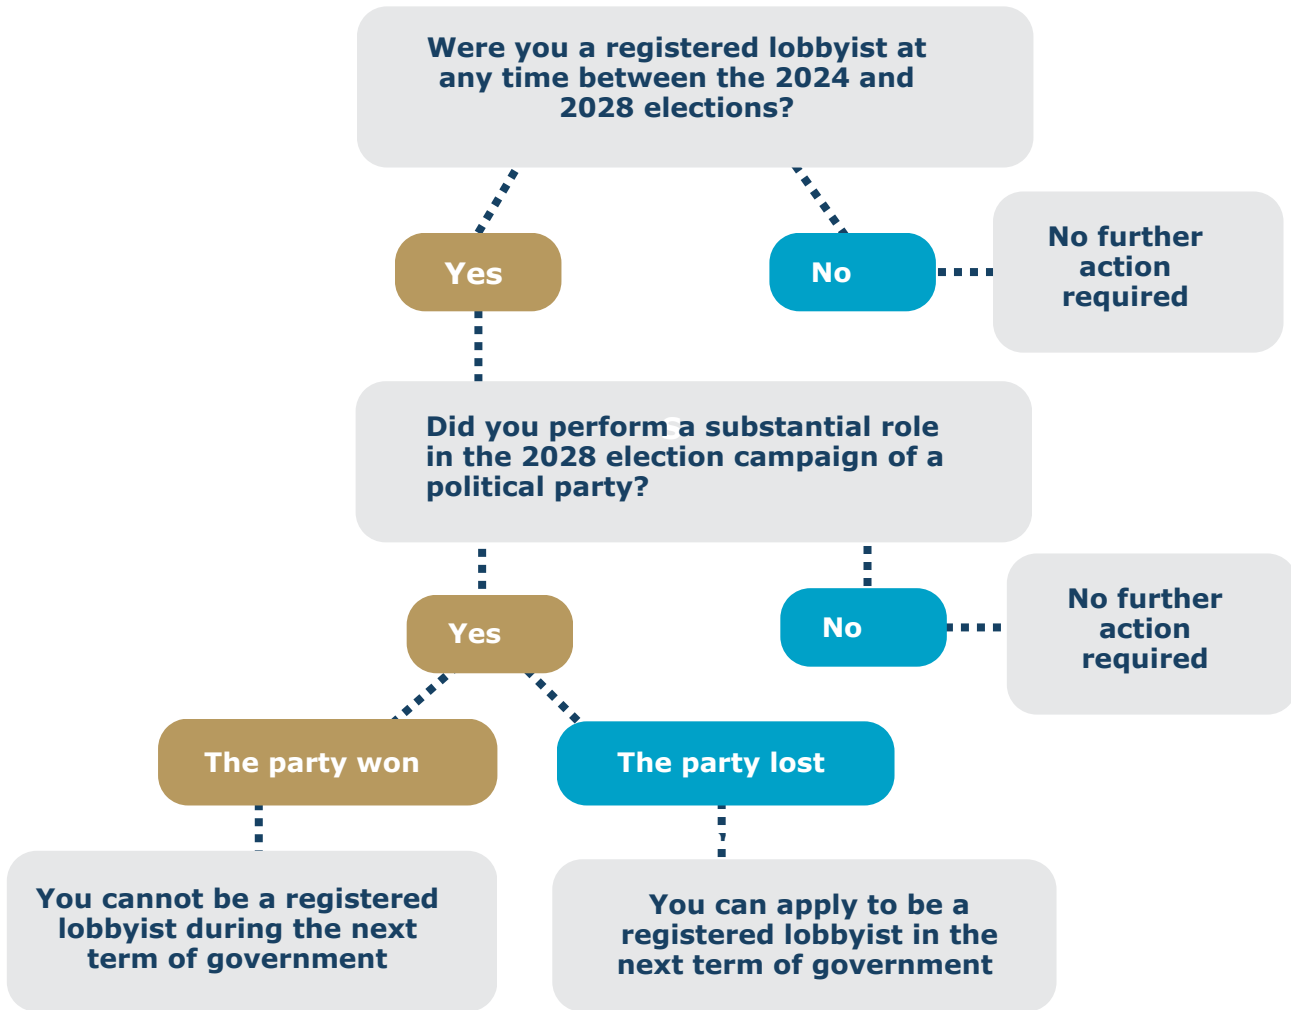 Were you a registered lobbyist at
any time between the 2024 and
2028 elections?
Yes
No
No further
action
required
Did you perform a substantial role
in the 2028 election campaign of a
political party?
Yes
No
No further
action
required
The party won
The party lost
You cannot be a registered
lobbyist during the next
term of government
You can apply to be a
registered lobbyist in the
next term of government